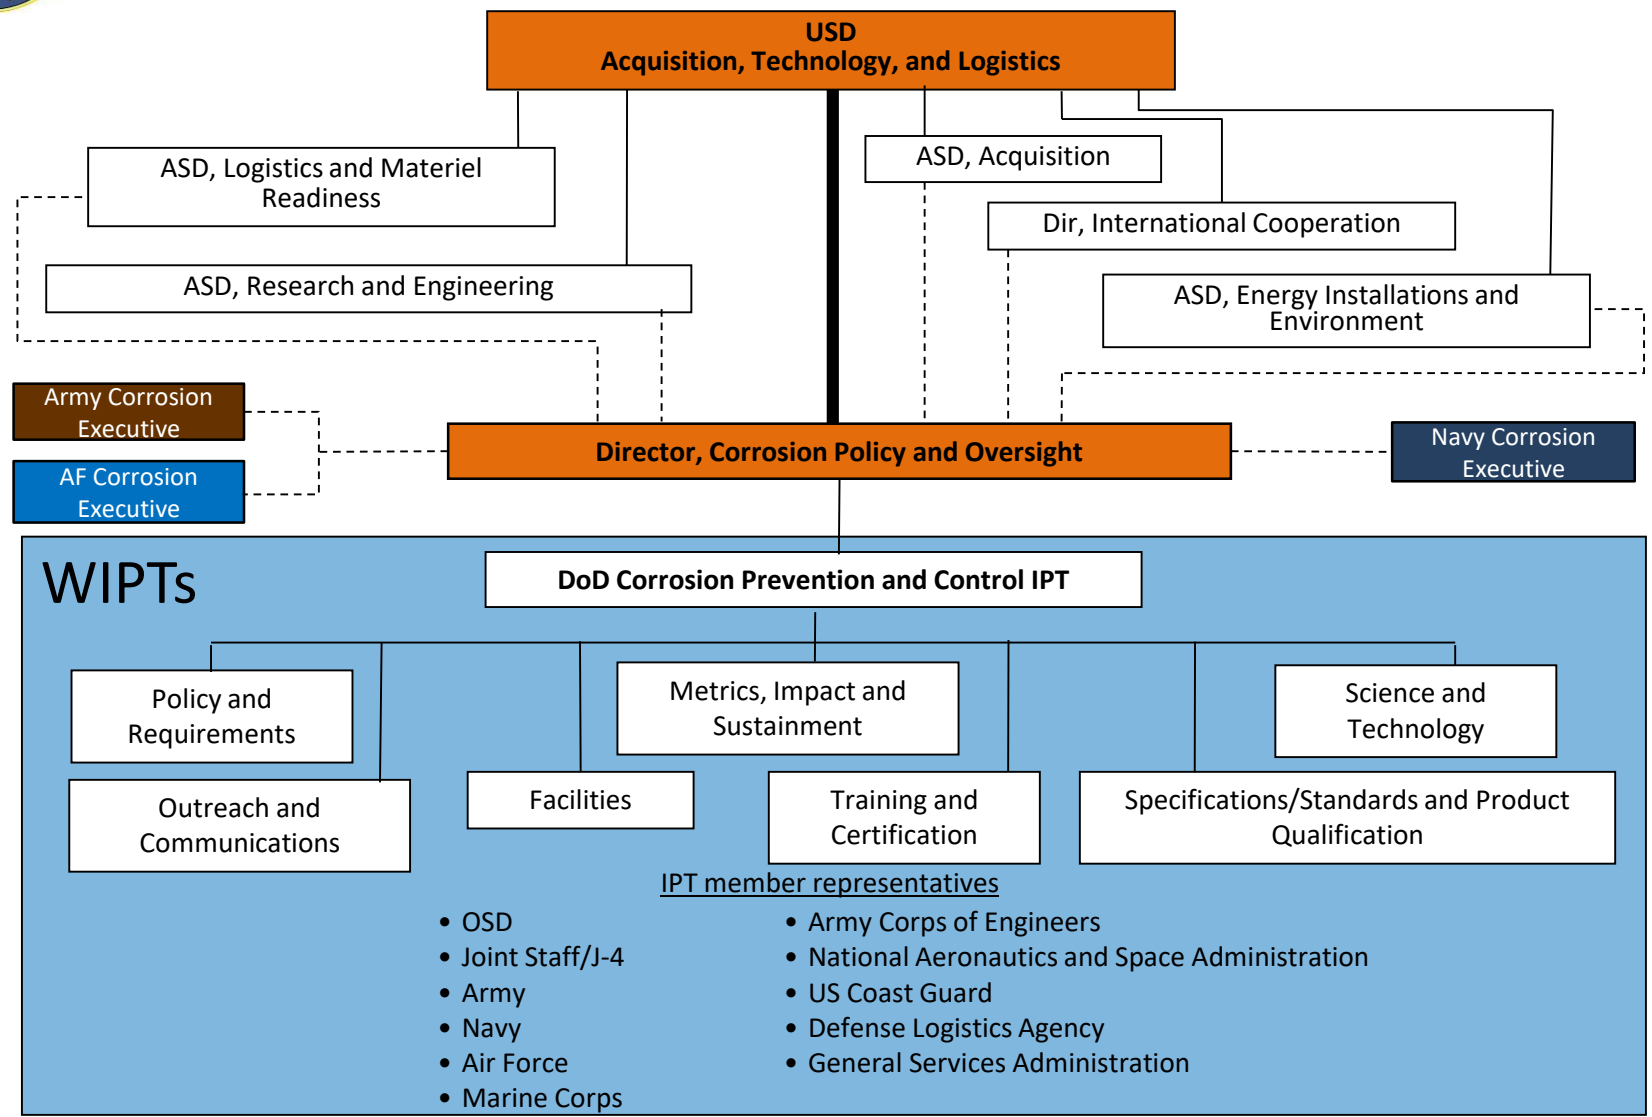 USD
Acquisition, Technology, and Logistics
ASD, Logistics and Materiel
Readiness
ASD, Acquisition
Dir, International Cooperation
ASD, Research and Engineering
ASD, Energy Installations and
Environment
Army Corrosion
Executive
AF Corrosion
Executive
Director, Corrosion Policy and Oversight
Navy Corrosion
Executive
WIPTs
DoD Corrosion Prevention and Control IPT
Policy and
Requirements
Metrics, Impact and
Sustainment
Science and
Technology
Outreach and
Communications
Facilities
Training and
Certification
Specifications/Standards and Product
Qualification
IPT member representatives
• OSD
• Joint Staff/J-4
• Army
• Navy
• Air Force
• Marine Corps
• Army Corps of Engineers
• National Aeronautics and Space Administration
• US Coast Guard
• Defense Logistics Agency
• General Services Administration